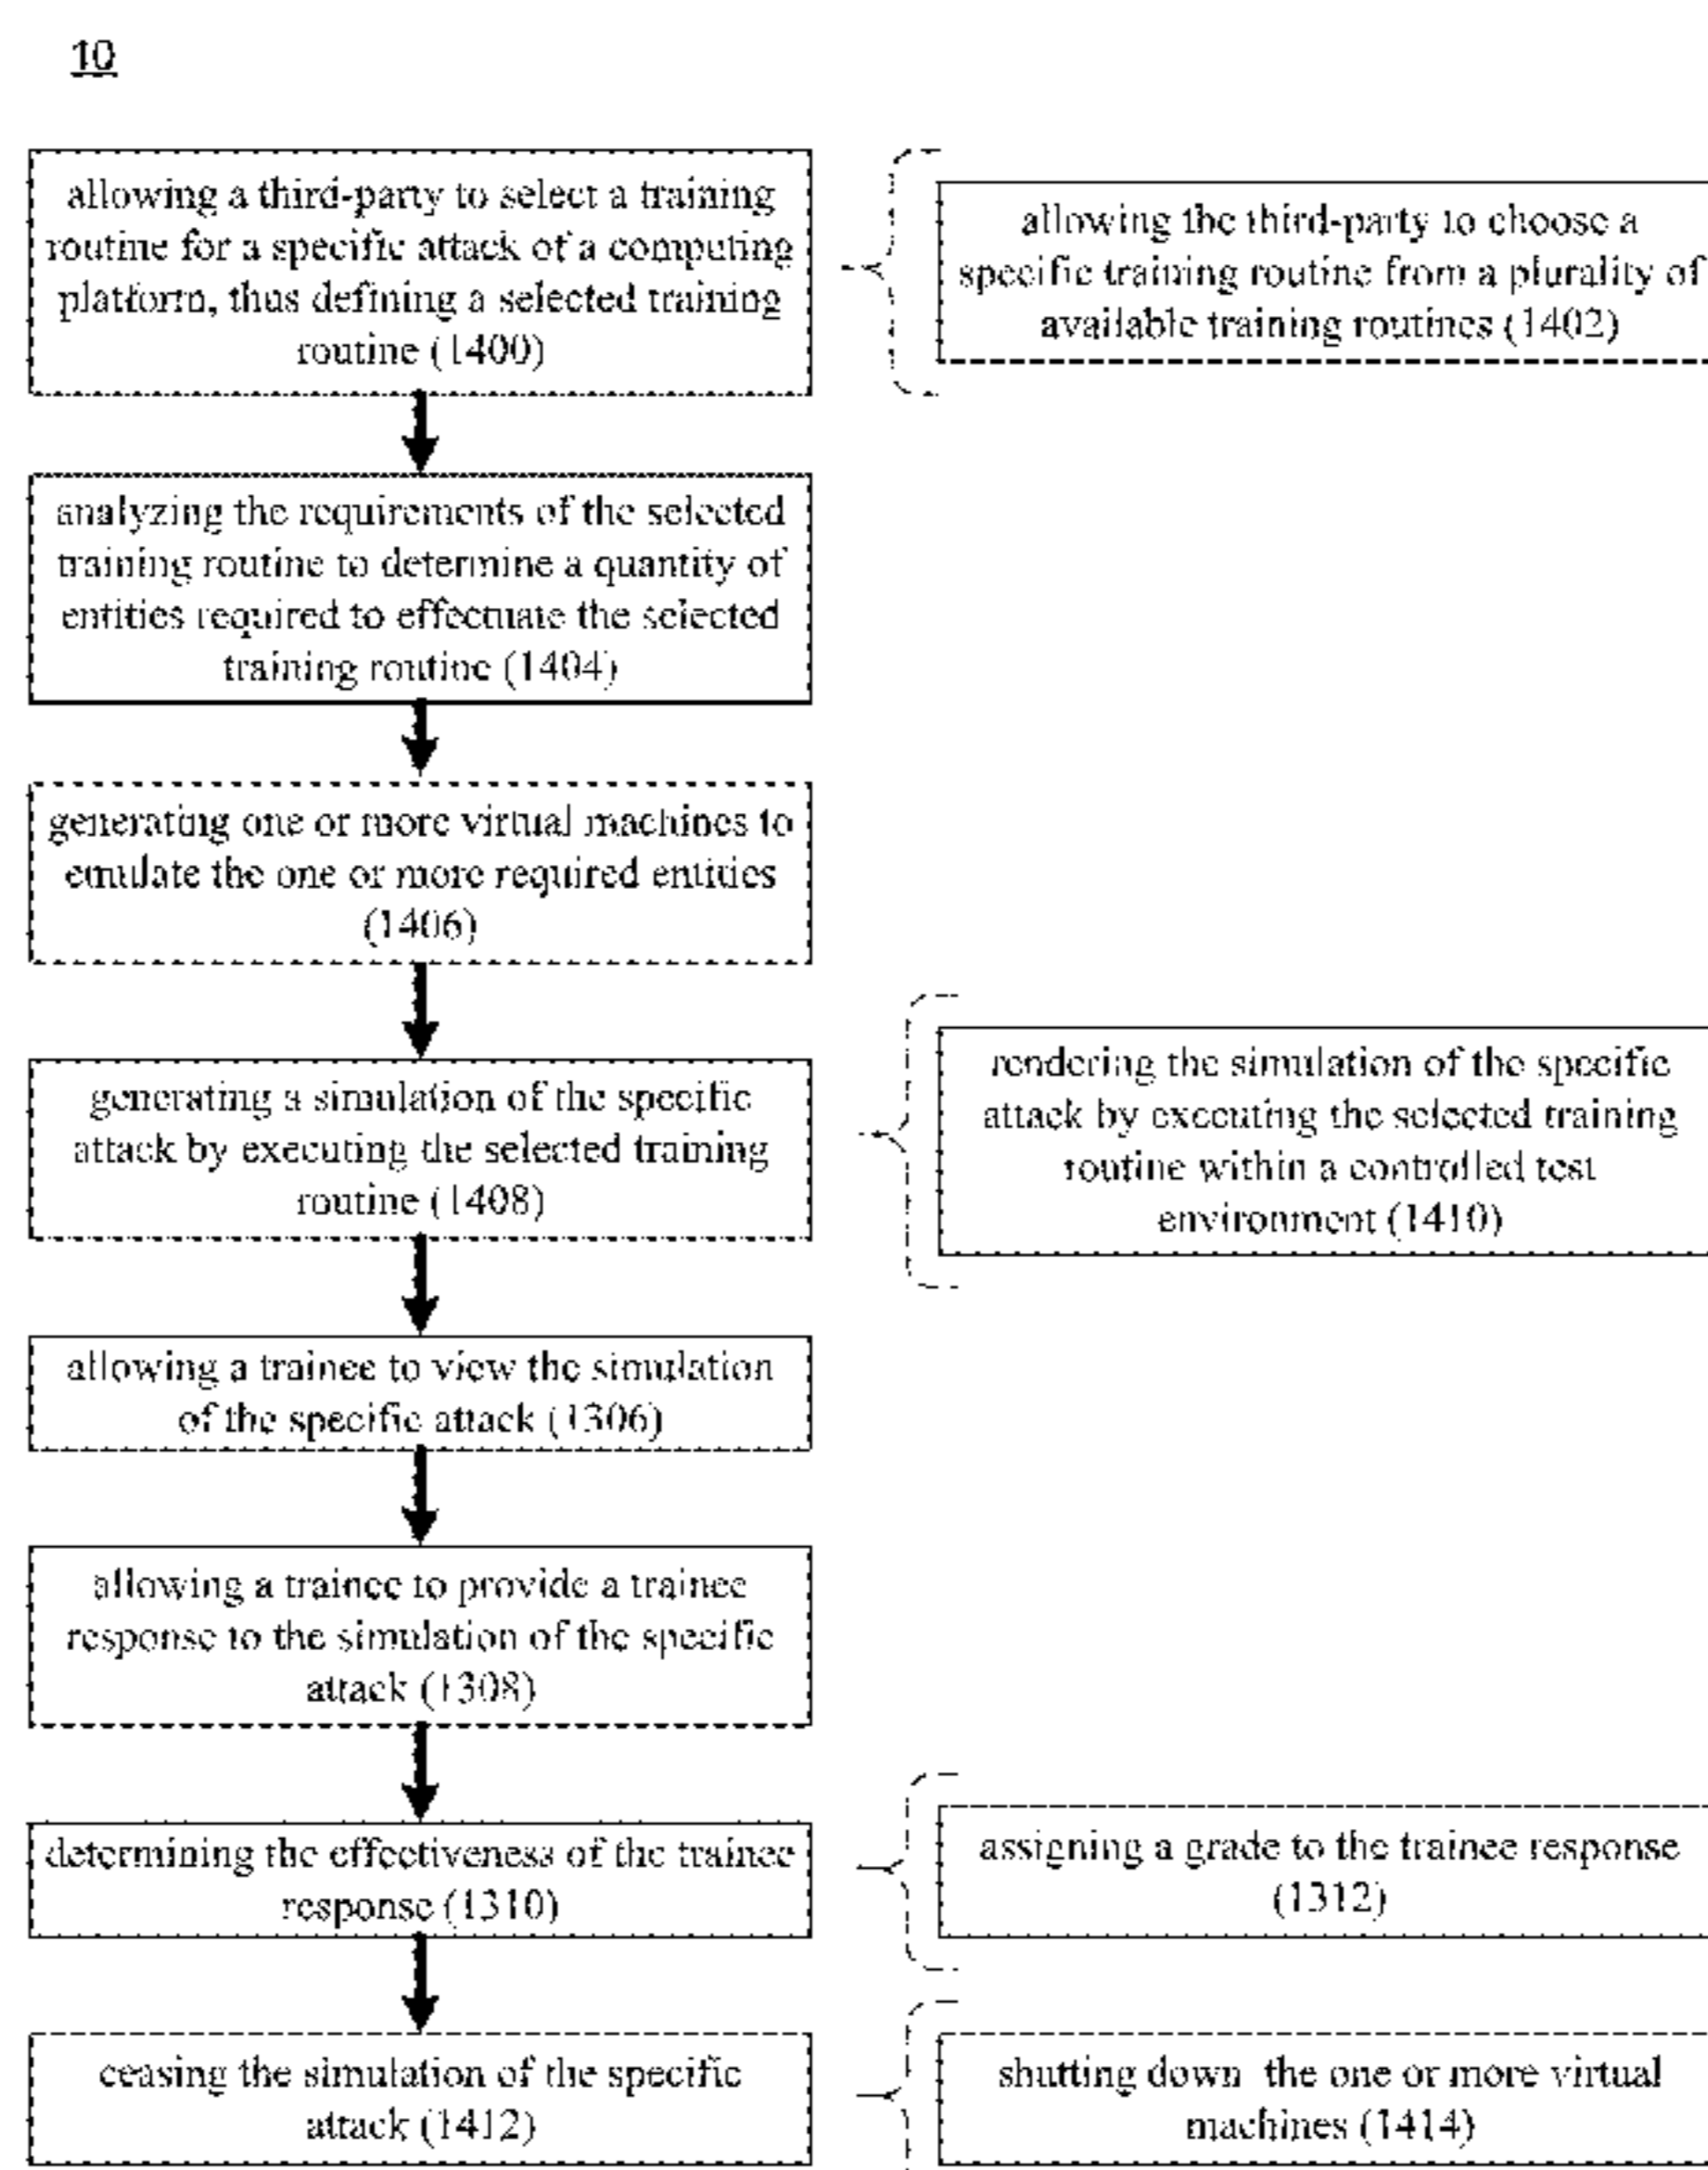 10
allowing a third-party to select a training
routine for a specific attack of a computing
platform, thus defining a selected training
routine (1400)
allowing the third-party to choose a
specific training routine from a plurality of
available training routines (1402)
analyzing the requirements of the selected
training routine to determine a quantity of
entities required to effectuate the selected
training routine (1404)
generating one or more virtual machines to
emulate the one or more required entities
(1406)
generating a simulation of the specific
attack by executing the selected training
routine (1408)
rendering the simulation of the specific
attack by executing the selected training
routine within a controlled test
environment (1410)
allowing a trainee to view the simulation
of the specific attack (1306)
allowing a trainee to provide a trainee
response to the simulation of the specific
attack (1308)
determining the effectiveness of the trainee
response (1310)
assigning a grade to the trainee response
(1312)
ceasing the simulation of the specific
attack (1412)
shutting down the one or more virtual
machines (1414)